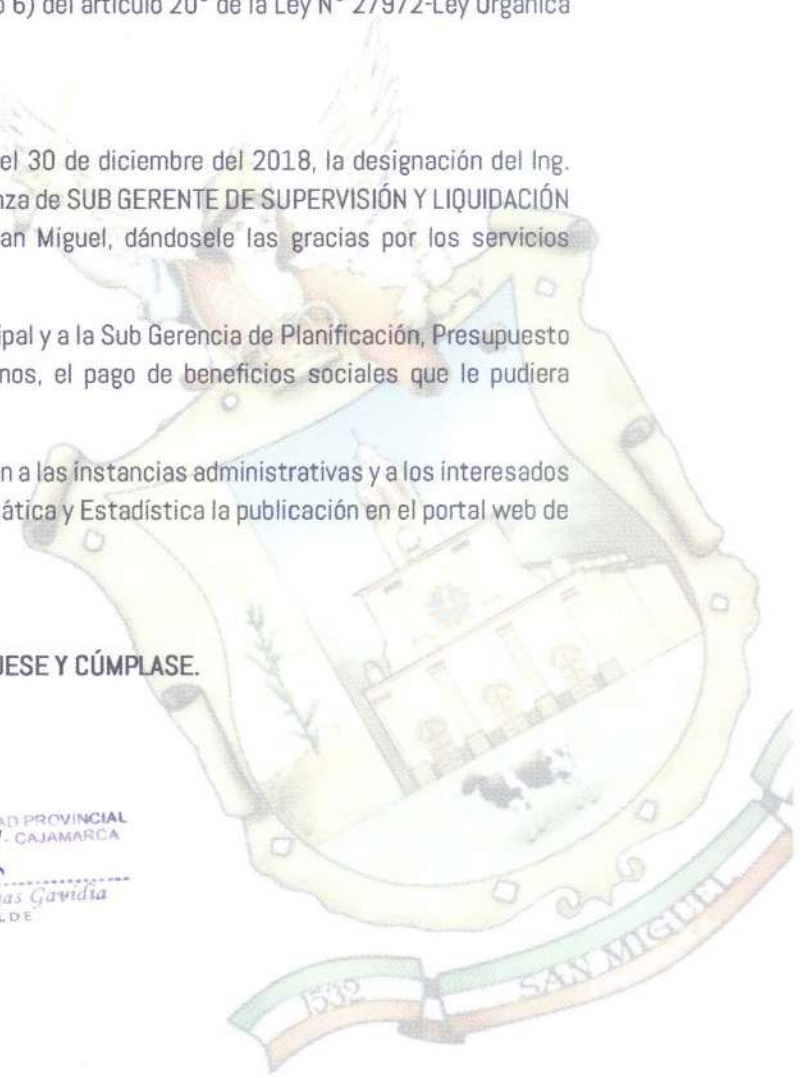 6) del artículo 20° de la Ley N° 27972-Ley Orgánica
el 30 de diciembre del 2018, la designación del Ing.
nza de SUB GERENTE DE SUPERVISIÓN Y LIQUIDACIÓN
an Miguel, dándosele las gracias por los servicios
ipal y a la Sub Gerencia de Planificación, Presupuesto
nos, el pago de beneficios sociales que le pudiera
n a las instancias administrativas y a los interesados
ática y Estadística la publicación en el portal web de
JESE Y CÚMPLASE.
AD PROVINCIAL
- CAJAMARCA
as Gavidia
LDE
1532
SAN MIGUEL